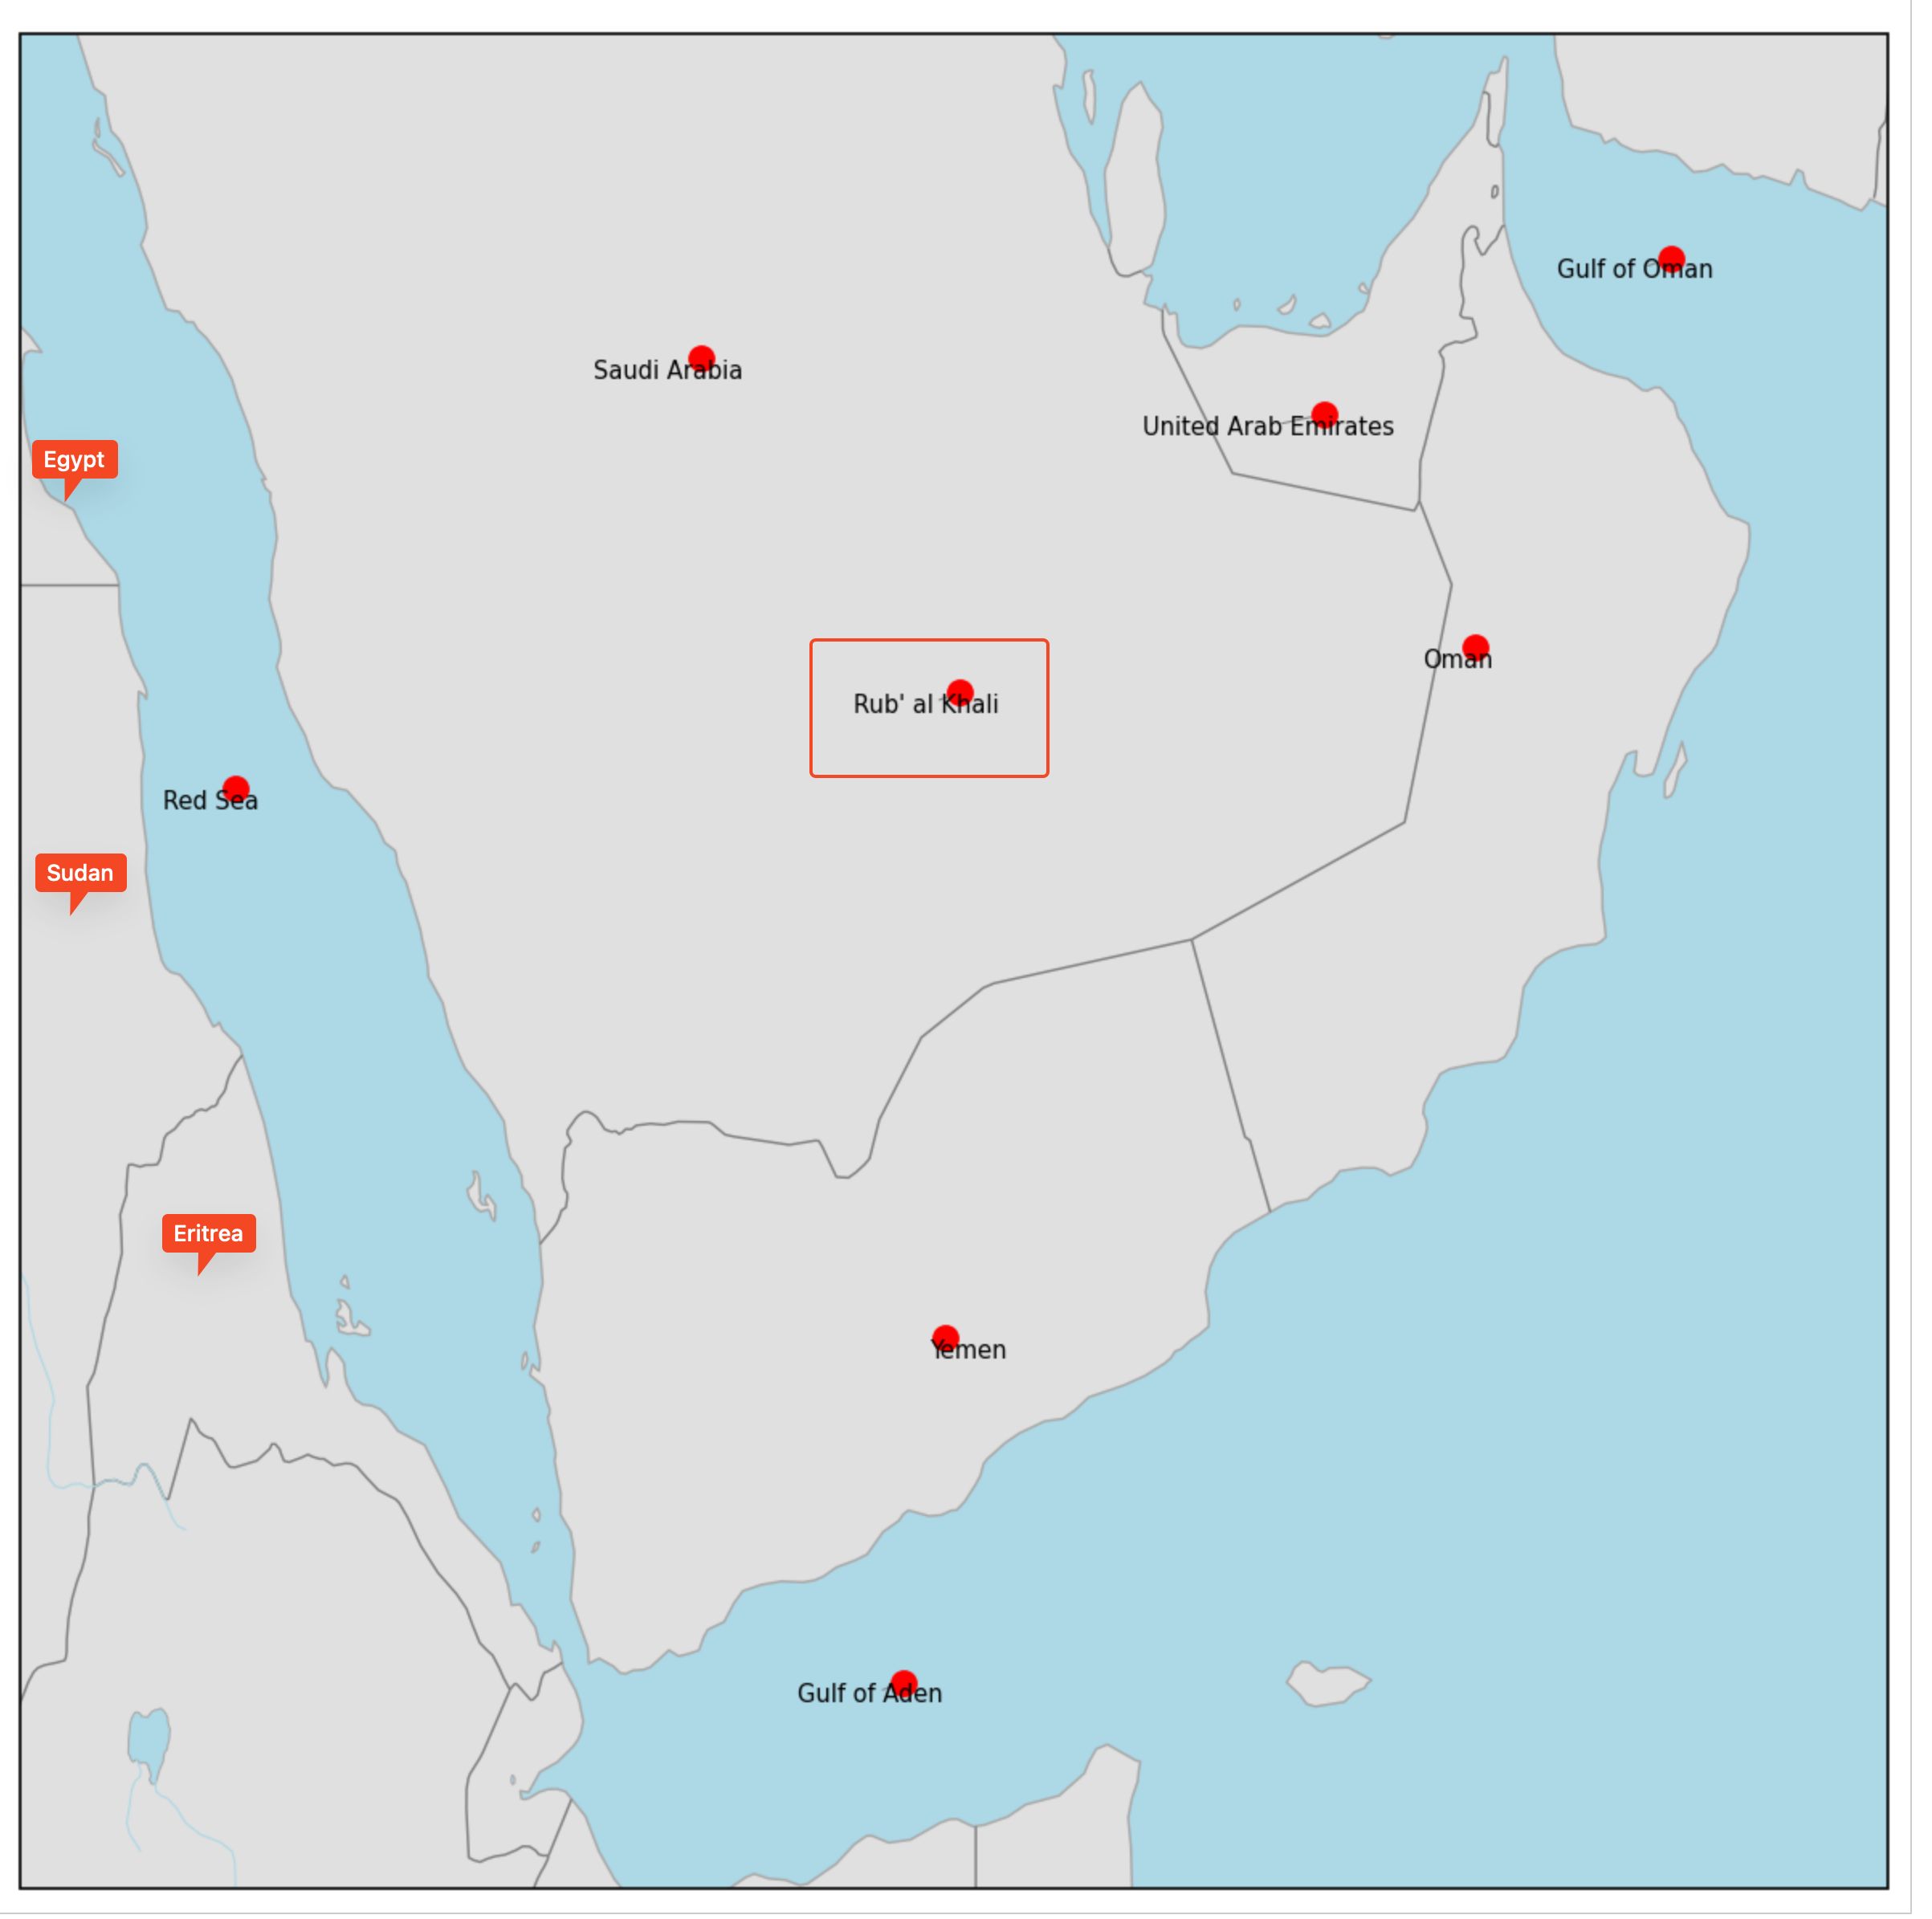 Gulf of Oman
Saudi Arabia
United Arab Emirates
Egypt
Oman
Rub' al Khali
Red Sea
Sudan
Eritrea
Yemen
Gulf of Aden